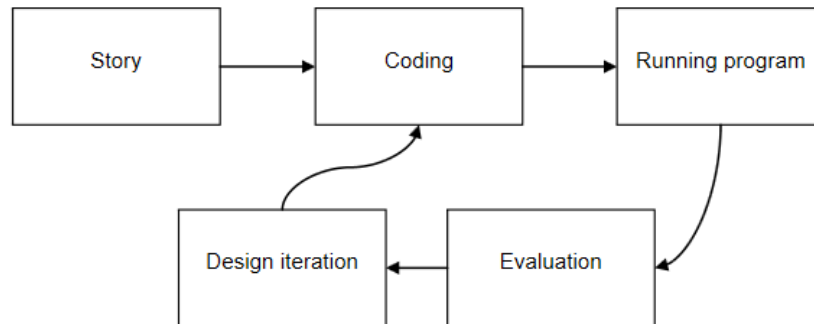 Story
Coding
Running program
Design iteration
Evaluation